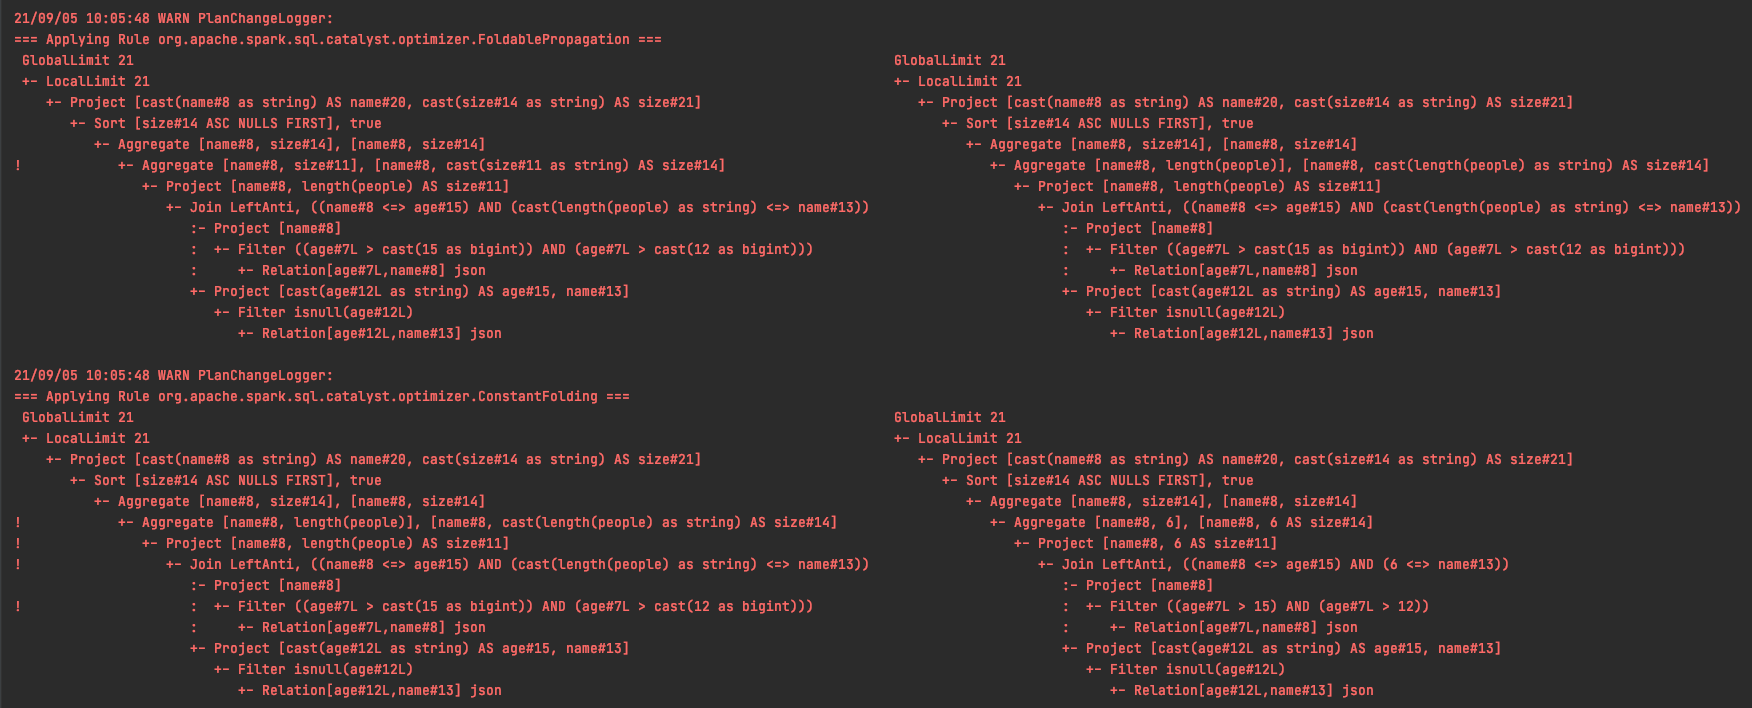 21/09/05 10:05:48 WARN PlanChangeLogger:
=== Applying Rule org.apache.spark.sql.catalyst.optimizer.FoldablePropagation ===
 GlobalLimit 21                                                                                               GlobalLimit 21
 +- LocalLimit 21                                                                                             +- LocalLimit 21
    +- Project [cast(name#8 as string) AS name#20, cast(size#14 as string) AS size#21]                           +- Project [cast(name#8 as string) AS name#20, cast(size#14 as string) AS size#21]
       +- Sort [size#14 ASC NULLS FIRST], true                                                                      +- Sort [size#14 ASC NULLS FIRST], true
          +- Aggregate [name#8, size#14], [name#8, size#14]                                                            +- Aggregate [name#8, size#14], [name#8, size#14]
!            +- Aggregate [name#8, size#11], [name#8, cast(size#11 as string) AS size#14]                                 +- Aggregate [name#8, length(people)], [name#8, cast(length(people) as string) AS size#14]
                +- Project [name#8, length(people) AS size#11]                                                               +- Project [name#8, length(people) AS size#11]
                   +- Join LeftAnti, ((name#8 <=> age#15) AND (cast(length(people) as string) <=> name#13))                     +- Join LeftAnti, ((name#8 <=> age#15) AND (cast(length(people) as string) <=> name#13))
                      :- Project [name#8]                                                                                          :- Project [name#8]
                      :  +- Filter ((age#7L > cast(15 as bigint)) AND (age#7L > cast(12 as bigint)))                               :  +- Filter ((age#7L > cast(15 as bigint)) AND (age#7L > cast(12 as bigint)))
                      :     +- Relation[age#7L,name#8] json                                                                        :     +- Relation[age#7L,name#8] json
                      +- Project [cast(age#12L as string) AS age#15, name#13]                                                      +- Project [cast(age#12L as string) AS age#15, name#13]
                         +- Filter isnull(age#12L)                                                                                    +- Filter isnull(age#12L)
                            +- Relation[age#12L,name#13] json                                                                            +- Relation[age#12L,name#13] json
21/09/05 10:05:48 WARN PlanChangeLogger:
=== Applying Rule org.apache.spark.sql.catalyst.optimizer.ConstantFolding ===
 GlobalLimit 21                                                                                               GlobalLimit 21
 +- LocalLimit 21                                                                                             +- LocalLimit 21
    +- Project [cast(name#8 as string) AS name#20, cast(size#14 as string) AS size#21]                           +- Project [cast(name#8 as string) AS name#20, cast(size#14 as string) AS size#21]
       +- Sort [size#14 ASC NULLS FIRST], true                                                                      +- Sort [size#14 ASC NULLS FIRST], true
          +- Aggregate [name#8, size#14], [name#8, size#14]                                                            +- Aggregate [name#8, size#14], [name#8, size#14]
!            +- Aggregate [name#8, length(people)], [name#8, cast(length(people) as string) AS size#14]                   +- Aggregate [name#8, 6], [name#8, 6 AS size#14]
!               +- Project [name#8, length(people) AS size#11]                                                               +- Project [name#8, 6 AS size#11]
!                  +- Join LeftAnti, ((name#8 <=> age#15) AND (cast(length(people) as string) <=> name#13))                     +- Join LeftAnti, ((name#8 <=> age#15) AND (6 <=> name#13))
                      :- Project [name#8]                                                                                          :- Project [name#8]
!                     :  +- Filter ((age#7L > cast(15 as bigint)) AND (age#7L > cast(12 as bigint)))                               :  +- Filter ((age#7L > 15) AND (age#7L > 12))
                      :     +- Relation[age#7L,name#8] json                                                                        :     +- Relation[age#7L,name#8] json
                      +- Project [cast(age#12L as string) AS age#15, name#13]                                                      +- Project [cast(age#12L as string) AS age#15, name#13]
                         +- Filter isnull(age#12L)                                                                                    +- Filter isnull(age#12L)
                            +- Relation[age#12L,name#13] json                                                                            +- Relation[age#12L,name#13] json